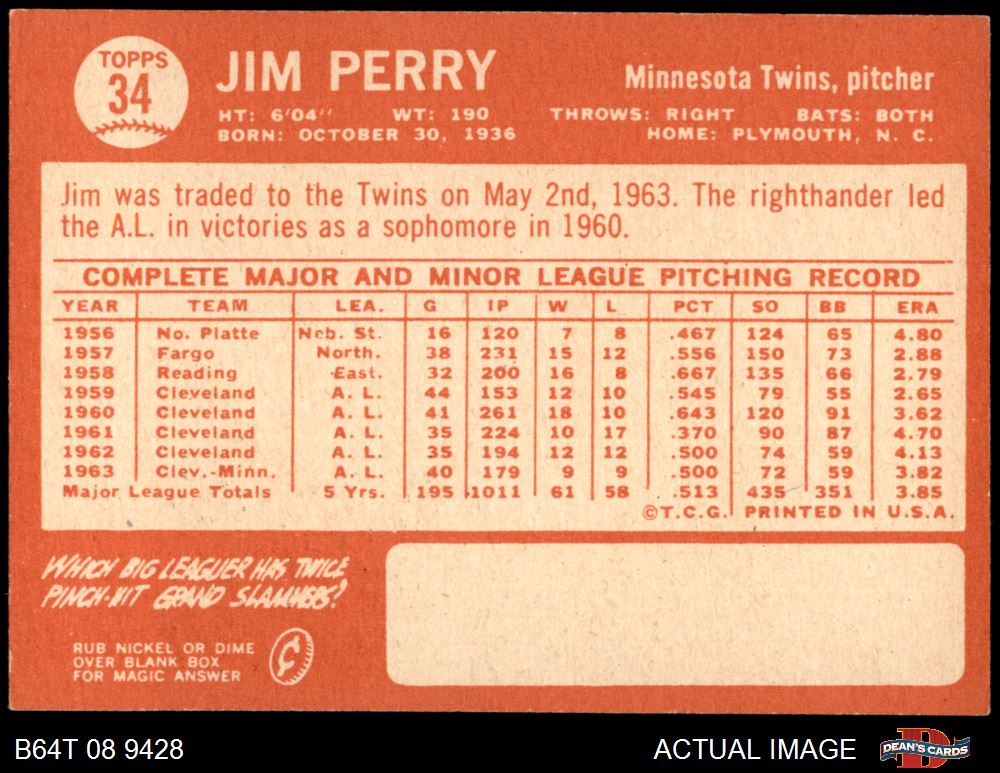 TOPPS
34
JIM PERRY
Minnesota Twins, pitcher
HT: 6'04" WT: 190 THROWS: RIGHT BATS: BOTH
BORN: OCTOBER 30, 1936 HOME: PLYMOUTH, N. C.
Jim was traded to the Twins on May 2nd, 1963. The righthander led
the A.L. in victories as a sophomore in 1960.
COMPLETE MAJOR AND MINOR LEAGUE PITCHING RECORD
YEAR TEAM LEA. G IP W L PCT SO BB ERA
1956 No. Platte Neb. St. 16 120 7 8 .467 124 65 4.80
1957 Fargo North. 38 231 15 12 .556 150 73 2.88
1958 Reading East. 32 200 16 8 .667 135 66 2.79
1959 Cleveland A. L. 44 153 12 10 .545 79 55 2.65
1960 Cleveland A. L. 41 261 18 10 .643 120 91 3.62
1961 Cleveland A. L. 35 224 10 17 .370 90 87 4.70
1962 Cleveland A. L. 35 194 12 12 .500 74 59 4.13
1963 Clev.-Minn. A. L. 40 179 9 9 .500 72 59 3.82
Major League Totals 5 Yrs. 195 1011 61 58 .513 435 351 3.85
©T.C.G. PRINTED IN U.S.A.
WHICH BIG LEAGUER HAS TWICE
PINCH-HIT GRAND SLAMMERS?
RUB NICKEL OR DIME
OVER BLANK BOX
FOR MAGIC ANSWER
¢
B64T 08 9428
ACTUAL IMAGE
DEAN'S CARDS